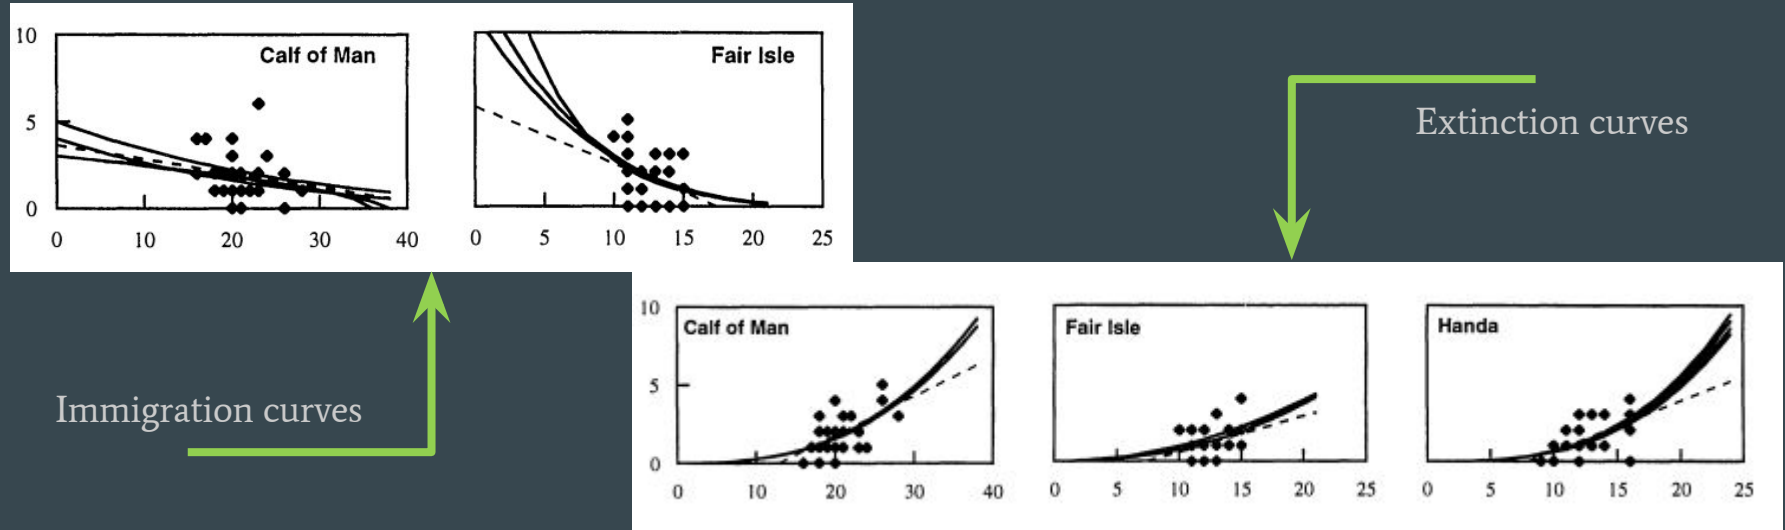 10
Calf of Man
5
0
0 10 20 30 40
Fair Isle
0 5 10 15 20 25
Extinction curves
Immigration curves
10
Calf of Man
5
0
0 10 20 30 40
Fair Isle
0 5 10 15 20 25
Handa
0 5 10 15 20 25